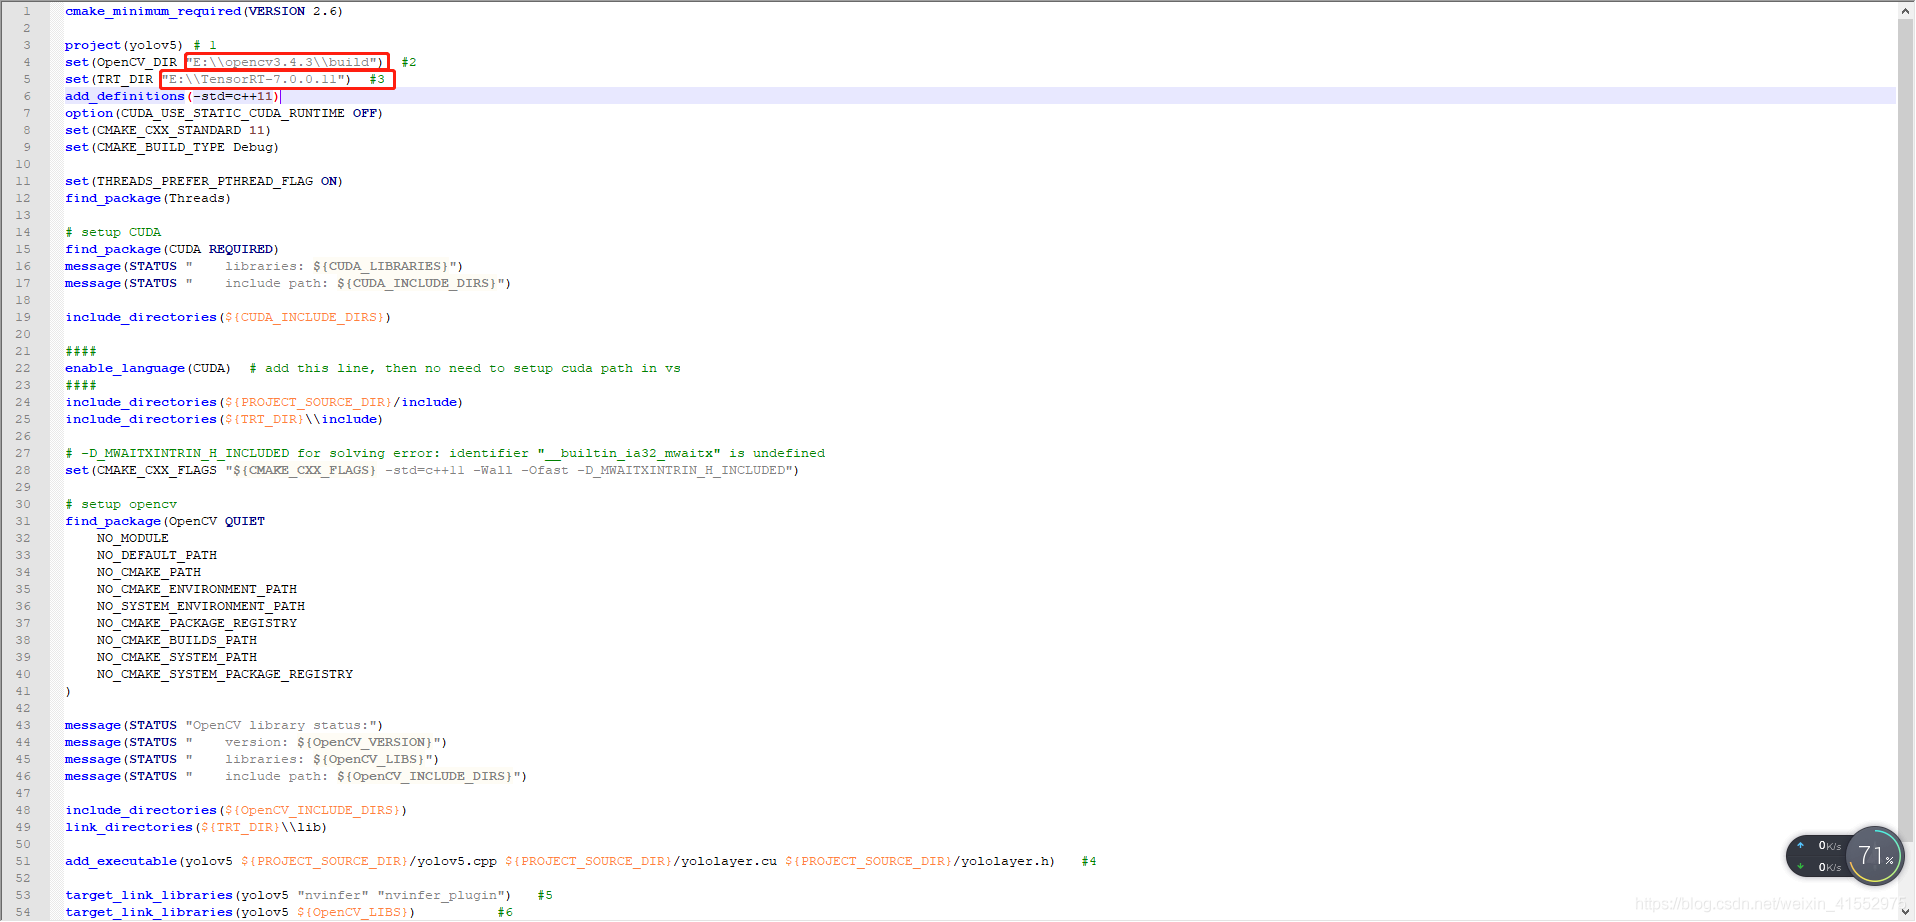 1 cmake_minimum_required(VERSION 2.6)
2
3 project(yolov5) # 1
4 set(OpenCV_DIR "E:\\opencv3.4.3\\build") #2
5 set(TRT_DIR "E:\\TensorRT-7.0.0.11") #3
6 add_definitions(-std=c++11)
7 option(CUDA_USE_STATIC_CUDA_RUNTIME OFF)
8 set(CMAKE_CXX_STANDARD 11)
9 set(CMAKE_BUILD_TYPE Debug)
10
11 set(THREADS_PREFER_PTHREAD_FLAG ON)
12 find_package(Threads)
13
14 # setup CUDA
15 find_package(CUDA REQUIRED)
16 message(STATUS "    libraries: ${CUDA_LIBRARIES}")
17 message(STATUS "    include path: ${CUDA_INCLUDE_DIRS}")
18
19 include_directories(${CUDA_INCLUDE_DIRS})
20
21 ####
22 enable_language(CUDA)  # add this line, then no need to setup cuda path in vs
23 ####
24 include_directories(${PROJECT_SOURCE_DIR}/include)
25 include_directories(${TRT_DIR}\\include)
26
27 # -D_MWAITXINTRIN_H_INCLUDED for solving error: identifier "__builtin_ia32_mwaitx" is undefined
28 set(CMAKE_CXX_FLAGS "${CMAKE_CXX_FLAGS} -std=c++11 -Wall -Ofast -D_MWAITXINTRIN_H_INCLUDED")
29
30 # setup opencv
31 find_package(OpenCV QUIET
32     NO_MODULE
33     NO_DEFAULT_PATH
34     NO_CMAKE_PATH
35     NO_CMAKE_ENVIRONMENT_PATH
36     NO_SYSTEM_ENVIRONMENT_PATH
37     NO_CMAKE_PACKAGE_REGISTRY
38     NO_CMAKE_BUILDS_PATH
39     NO_CMAKE_SYSTEM_PATH
40     NO_CMAKE_SYSTEM_PACKAGE_REGISTRY
41 )
42
43 message(STATUS "OpenCV library status:")
44 message(STATUS "    version: ${OpenCV_VERSION}")
45 message(STATUS "    libraries: ${OpenCV_LIBS}")
46 message(STATUS "    include path: ${OpenCV_INCLUDE_DIRS}")
47
48 include_directories(${OpenCV_INCLUDE_DIRS})
49 link_directories(${TRT_DIR}\\lib)
50
51 add_executable(yolov5 ${PROJECT_SOURCE_DIR}/yolov5.cpp ${PROJECT_SOURCE_DIR}/yololayer.cu ${PROJECT_SOURCE_DIR}/yololayer.h)   #4
52
53 target_link_libraries(yolov5 "nvinfer" "nvinfer_plugin")   #5
54 target_link_libraries(yolov5 ${OpenCV_LIBS})          #6
0K/s
0K/s
71%
https://blog.csdn.net/weixin_41552975